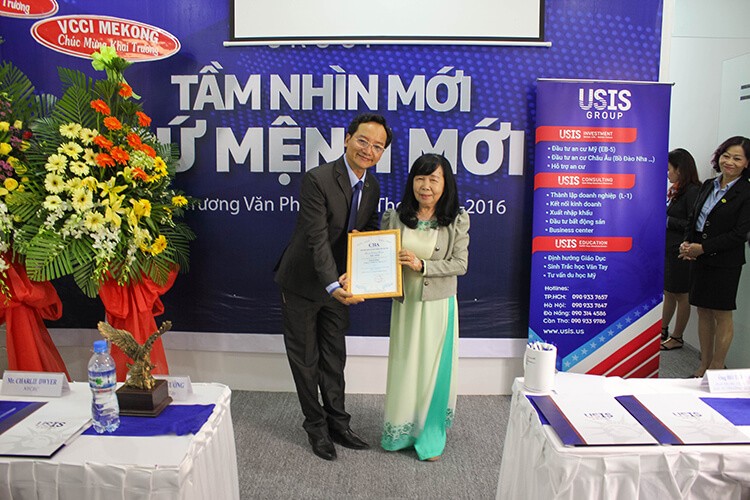 Trương
VCCI MEKONG
Chúc Mừng Khai Trương
GROUP
TẦM NHÌN MỚI
Ứ MỆNH MỚI
rương Văn Ph
-2016
USIS
GROUP
USIS INVESTMENT
• Đầu tư an cư Mỹ (EB-5)
• Đầu tư an cư Châu Âu (Bồ Đào Nha ...)
• Hỗ trợ an cư
USIS CONSULTING
• Thành lập doanh nghiệp (L-1)
• Kết nối kinh doanh
• Xuất nhập khẩu
• Đầu tư bất động sản
• Business center
USIS EDUCATION
• Định hướng Giáo Dục
• Sinh Trắc học Vân Tay
• Tư vấn du học Mỹ
Hotlines:
TP.HCM: 090 933 7657
Hà Nội: 090 933 7647
Đà Nẵng: 090 314 4586
Cần Thơ: 090 933 9786
www.usis.us
CDA
Mr. CHARLIE DWYER
USIS
USIS